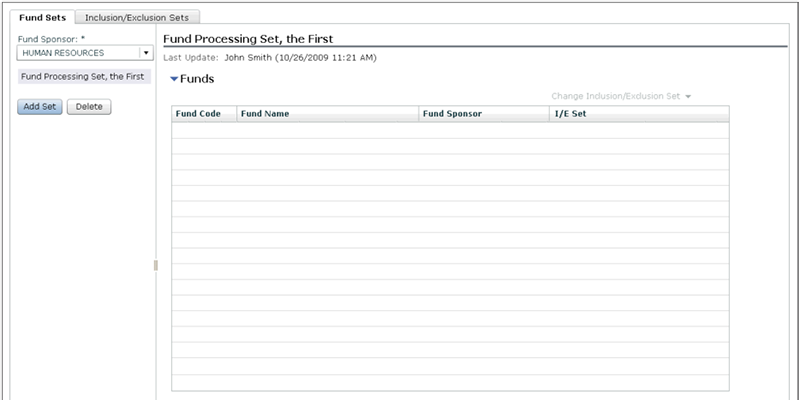 Fund Sets
Inclusion/Exclusion Sets
Fund Sponsor: *
HUMAN RESOURCES
Fund Processing Set, the First
Add Set
Delete
Fund Processing Set, the First
Last Update: John Smith (10/26/2009 11:21 AM)
Funds
Change Indusion/Exdusion Set
Fund Code Fund Name Fund Sponsor I/E Set